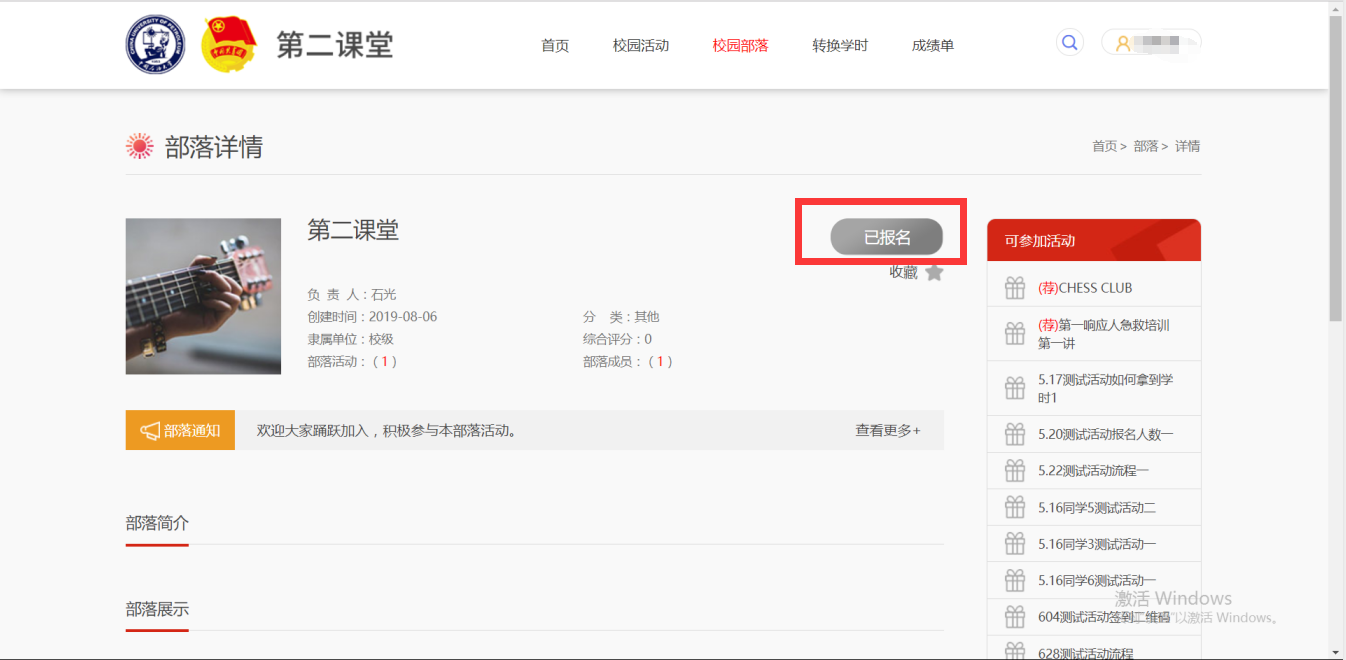 第二课堂
首页
校园活动
校园部落
转换学时
成绩单
部落详情
首页 > 部落 > 详情
第二课堂
已报名
收藏
负 责 人：石光
创建时间：2019-08-06
分 类：其他
隶属单位：校级
综合评分：0
部落活动：（1）
部落成员：（1）
部落通知
欢迎大家踊跃加入，积极参与本部落活动。
查看更多+
部落简介
部落展示
可参加活动
(荐)CHESS CLUB
(荐)第一响应人急救培训
第一讲
5.17测试活动如何拿到学
时1
5.20测试活动报名人数一
5.22测试活动流程一
5.16同学5测试活动二
5.16同学3测试活动一
5.16同学6测试活动一
604测试活动签到二维码
628测试活动流程
激活 Windows
以激活 Windows。